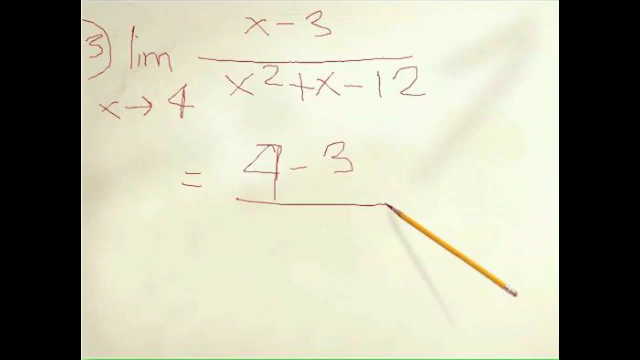 3) lim x - 3
x² + x - 12
x → 4
= 4 - 3